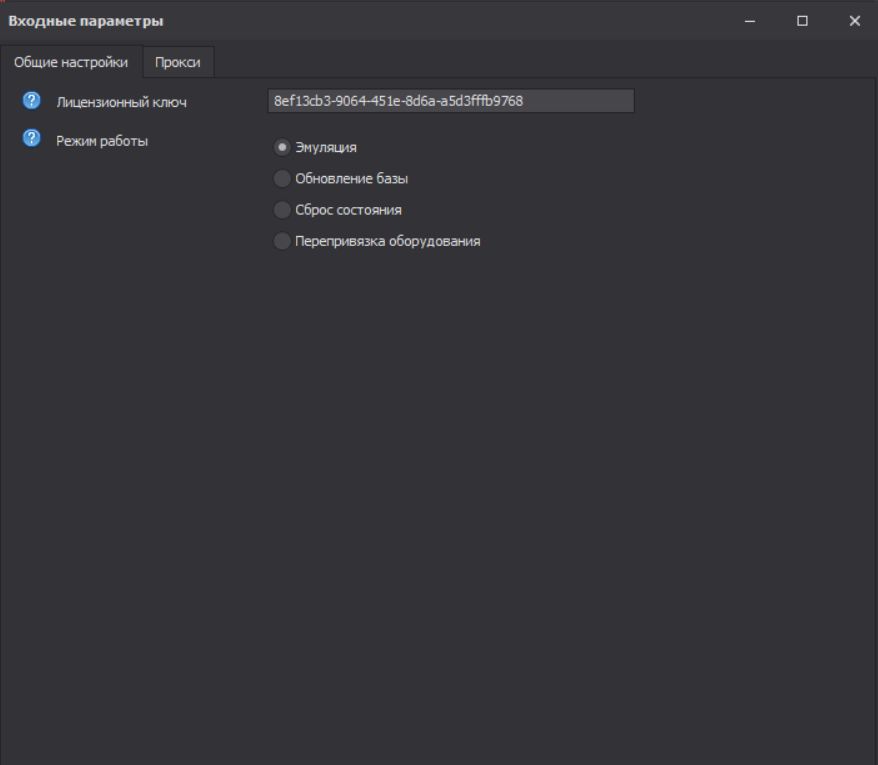 Входные параметры
Общие настройки Прокси
Лицензионный ключ 8ef13cb3-9064-451e-8d6a-a5d3fffb9768
Режим работы
Эмуляция
Обновление базы
Сброс состояния
Перепривязка оборудования